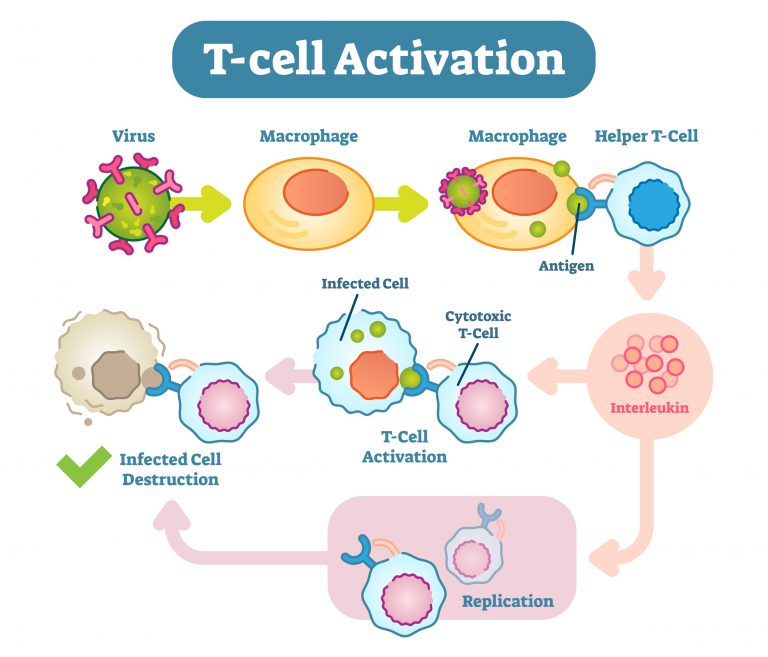 T-cell Activation
Virus
Macrophage
Macrophage
Helper T-Cell
Antigen
Infected Cell
Cytotoxic
T-Cell
Interleukin
T-Cell
Activation
Infected Cell
Destruction
Replication